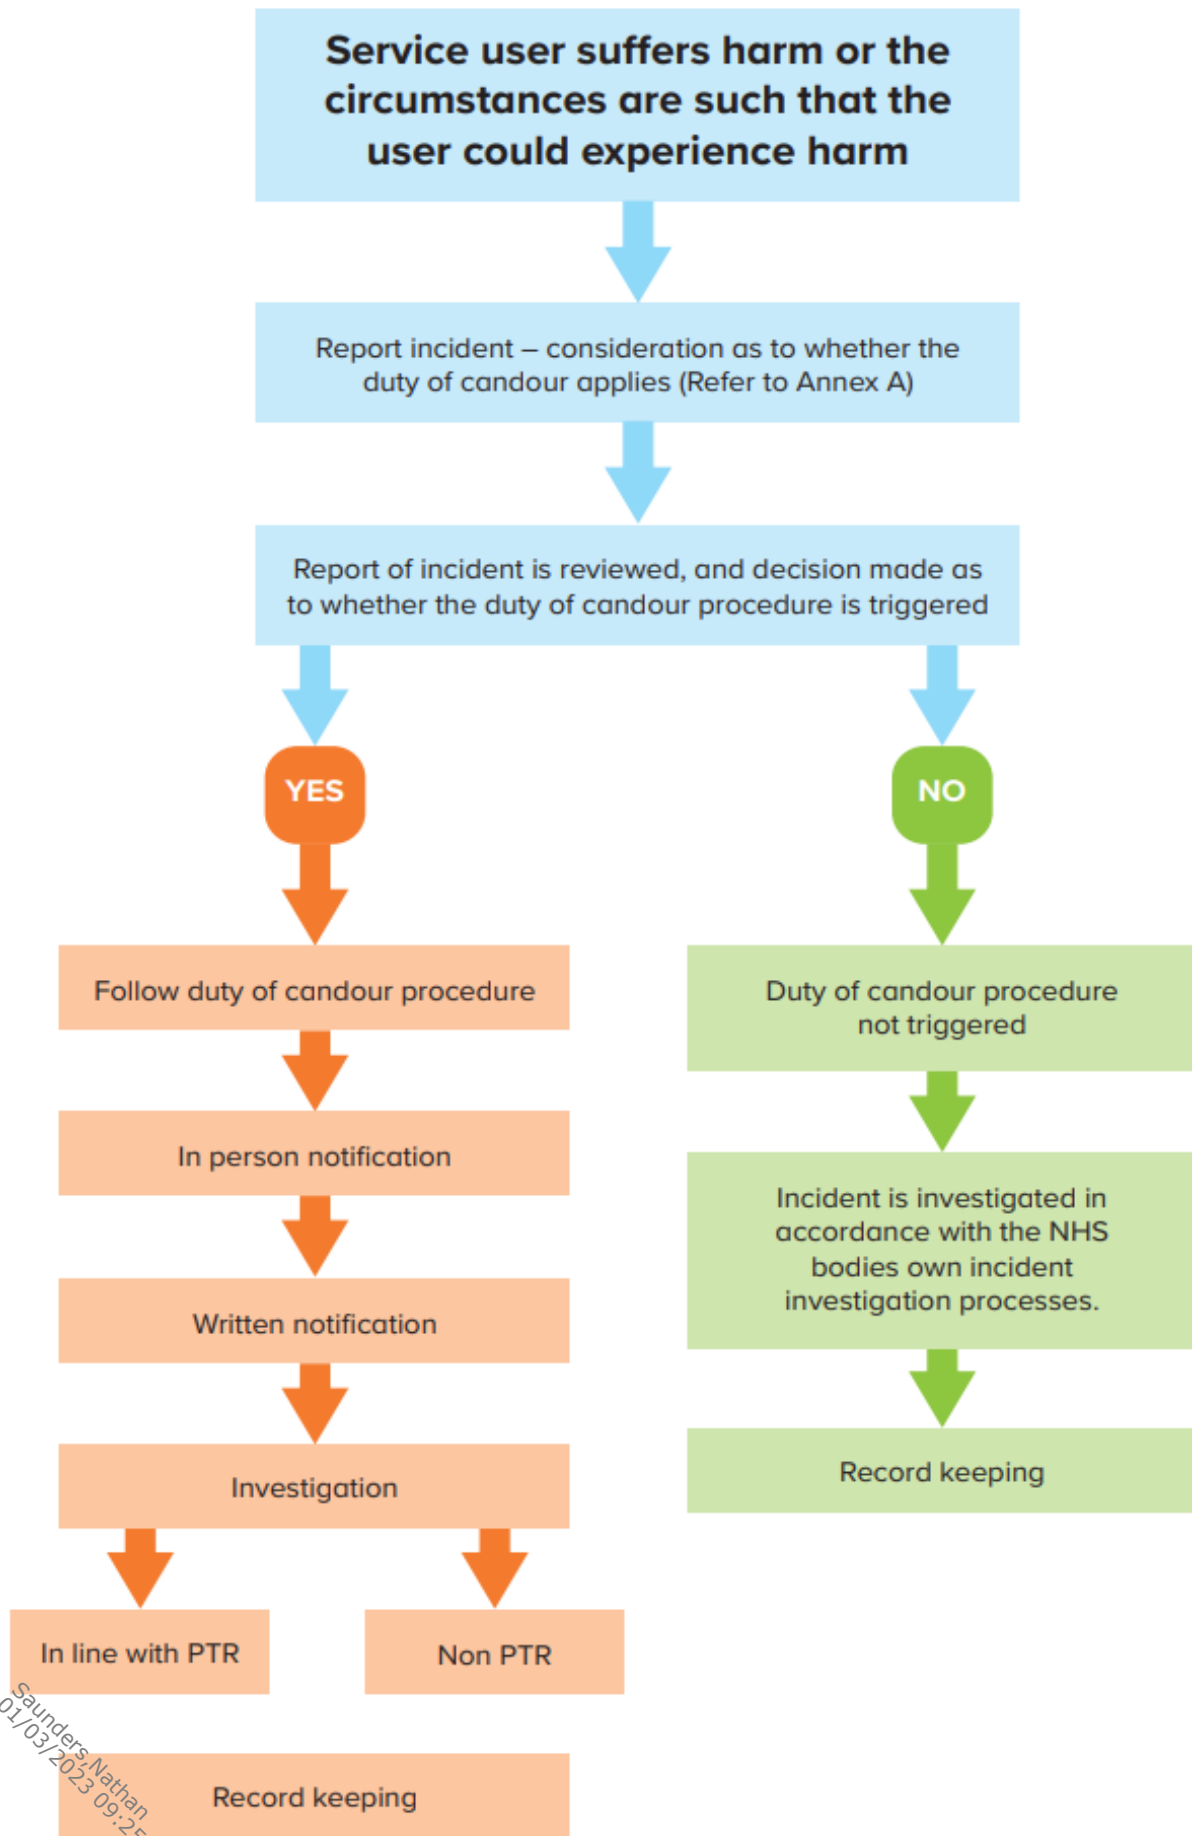 Service user suffers harm or the
circumstances are such that the
user could experience harm
Report incident – consideration as to whether the
duty of candour applies (Refer to Annex A)
Report of incident is reviewed, and decision made as
to whether the duty of candour procedure is triggered
YES
NO
Follow duty of candour procedure
Duty of candour procedure
not triggered
In person notification
Incident is investigated in
accordance with the NHS
bodies own incident
investigation processes.
Written notification
Investigation
Record keeping
In line with PTR
Non PTR
Record keeping
Saunders,Nathan
01/03/2023 09:25